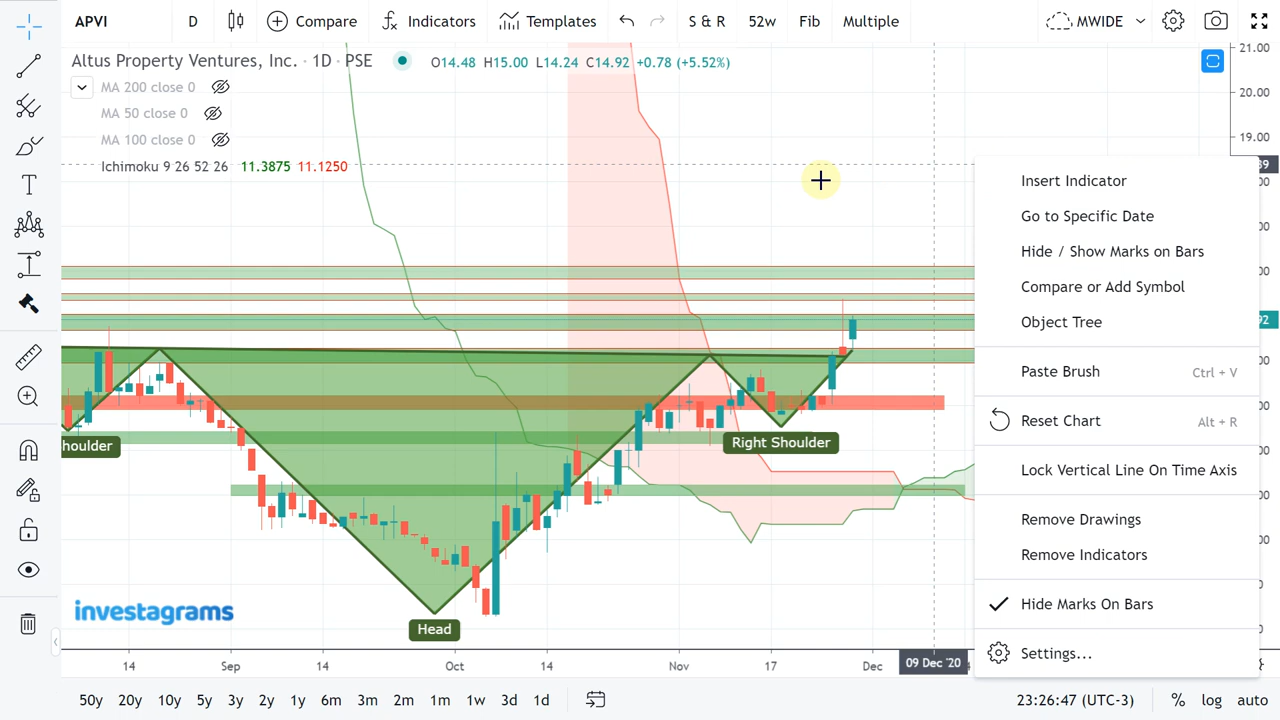 APVI
D
Compare
Indicators
Templates
S & R
52w
Fib
Multiple
MWIDE
Altus Property Ventures, Inc. · 1D · PSE
O14.48 H15.00 L14.24 C14.92 +0.78 (+5.52%)
MA 200 close 0
MA 50 close 0
MA 100 close 0
Ichimoku 9 26 52 26 11.3875 11.1250
21.00
20.00
19.00
Insert Indicator
Go to Specific Date
Hide / Show Marks on Bars
Compare or Add Symbol
Object Tree
Paste Brush Ctrl + V
Reset Chart Alt + R
Lock Vertical Line On Time Axis
Remove Drawings
Remove Indicators
Hide Marks On Bars
Settings...
houlder
Right Shoulder
Head
investagrams
14 Sep 14 Oct 14 Nov 17 Dec 09 Dec '20
50y 20y 10y 5y 3y 2y 1y 6m 3m 2m 1m 1w 3d 1d
23:26:47 (UTC-3) % log auto